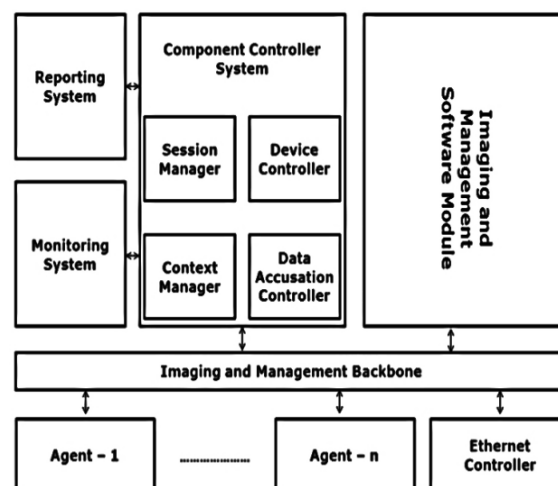 Reporting
System
Component Controller
System
Imaging and
Management
Software Module
Session
Manager
Device
Controller
Monitoring
System
Context
Manager
Data
Accusation
Controller
Imaging and Management Backbone
Agent – 1
....................
Agent – n
Ethernet
Controller